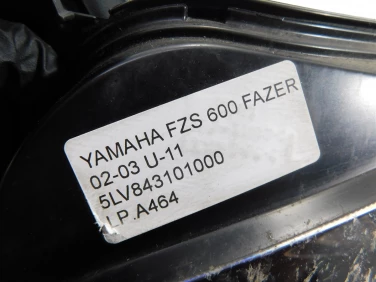 YAMAHA FZS 600 FAZER
02-03 U-11
5LV843101000
LP.A464